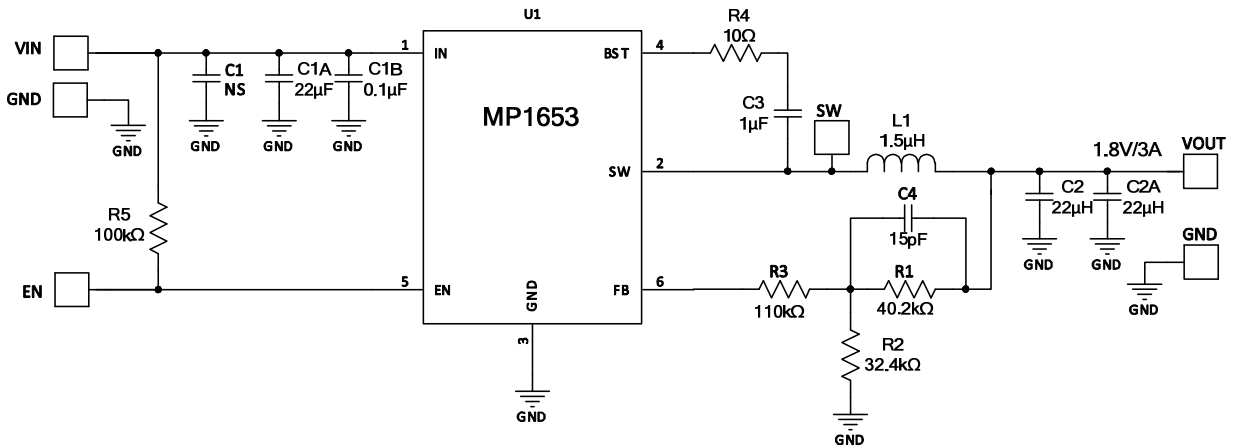 U1
VIN
GND
GND
C1
NS
GND
C1A
22µF
GND
C1B
0.1µF
GND
R5
100kΩ
EN
1
IN
5
EN
MP1653
GND
3
GND
BST
4
SW
2
FB
6
R4
10Ω
C3
1µF
SW
L1
1.5µH
C4
15pF
R3
110kΩ
R1
40.2kΩ
R2
32.4kΩ
GND
1.8V/3A
VOUT
C2
22µH
GND
C2A
22µH
GND
GND
GND